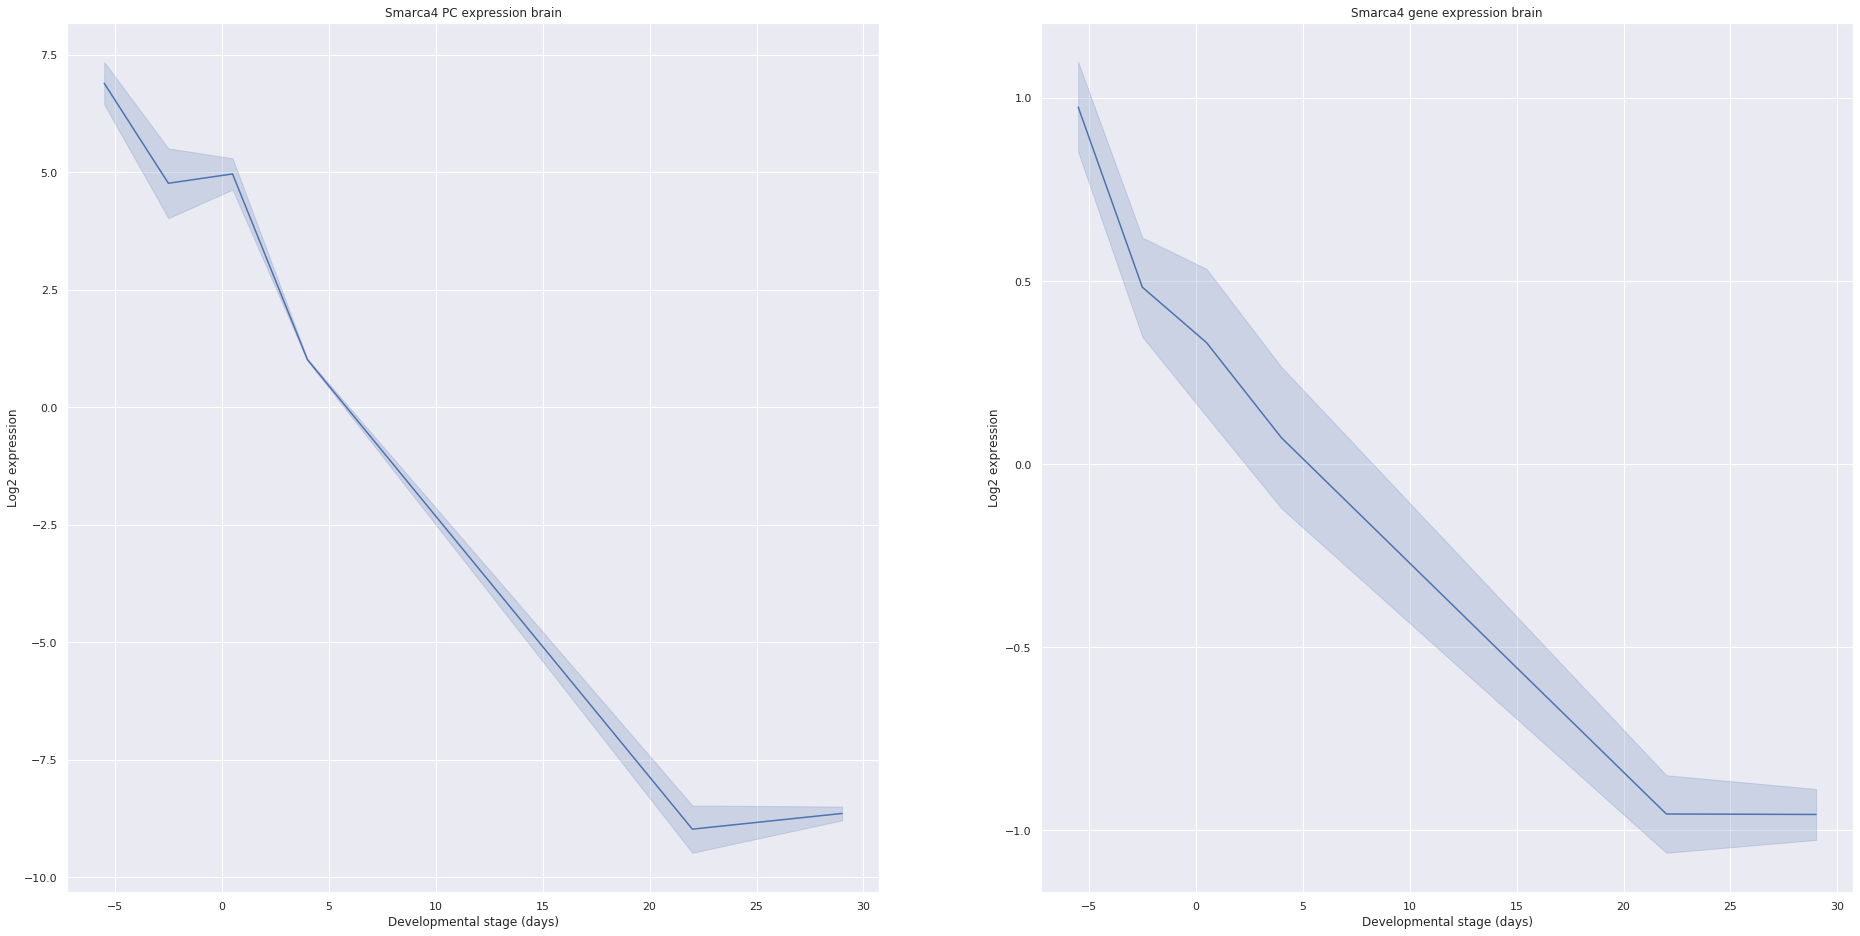 Smarca4 PC expression brain
7.5
5.0
2.5
0.0
−2.5
−5.0
−7.5
−10.0
Log2 expression
−5 0 5 10 15 20 25 30
Developmental stage (days)
Smarca4 gene expression brain
1.0
0.5
0.0
−0.5
−1.0
Log2 expression
−5 0 5 10 15 20 25 30
Developmental stage (days)